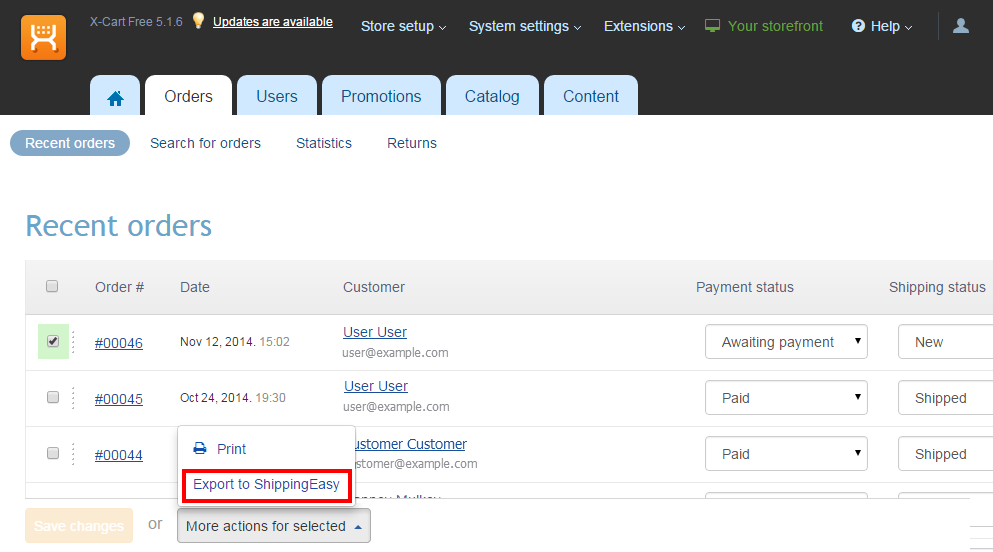 X-Cart Free 5.1.6 Updates are available Store setup System settings Extensions Your storefront Help
Orders Users Promotions Catalog Content
Recent orders Search for orders Statistics Returns
Recent orders
Order # Date Customer Payment status Shipping status
#00046 Nov 12, 2014. 15:02 User User Awaiting payment New
user@example.com
#00045 Oct 24, 2014. 19:30 User User Paid Shipped
user@example.com
#00044 ustomer Customer Paid Shipped
stomer@example.com
Print
Export to ShippingEasy
Save changes or More actions for selected